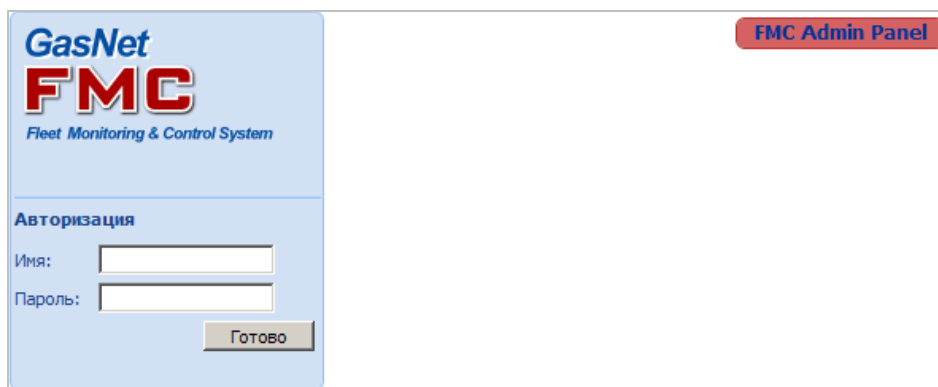 GasNet
FMC
Fleet Monitoring & Control System
FMC Admin Panel
Авторизация
Имя:
Пароль:
Готово